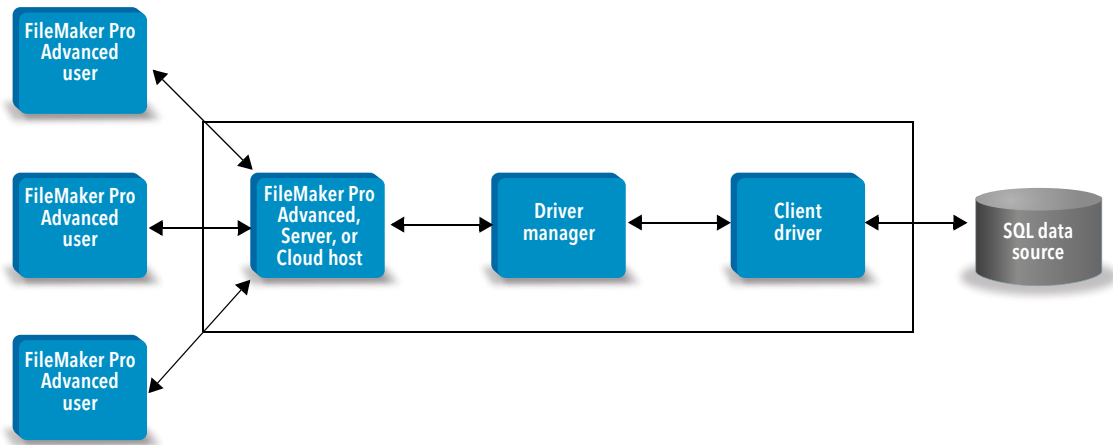 FileMaker Pro
Advanced
user
FileMaker Pro
Advanced
user
FileMaker Pro
Advanced,
Server, or
Cloud host
Driver
manager
Client
driver
SQL data
source
FileMaker Pro
Advanced
user